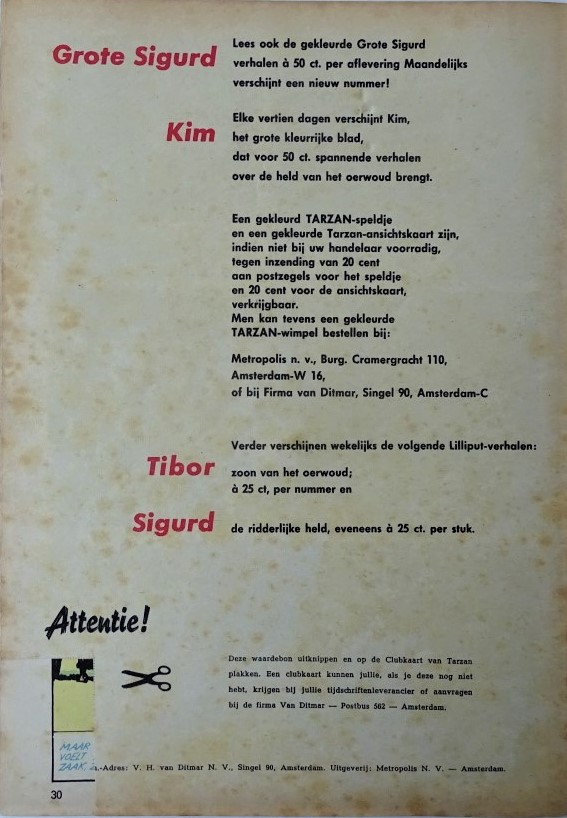 Grote Sigurd
Lees ook de gekleurde Grote Sigurd
verhalen à 50 ct. per aflevering Maandelijks
verschijnt een nieuw nummer!
Kim
Elke vertien dagen verschijnt Kim,
het grote kleurrijke blad,
dat voor 50 ct. spannende verhalen
over de held van het oerwoud brengt.
Een gekleurd TARZAN-speldje
en een gekleurde Tarzan-ansichtskaart zijn,
indien niet bij uw handelaar voorradig,
tegen inzending van 20 cent
aan postzegels voor het speldje
en 20 cent voor de ansichtskaart,
verkrijgbaar.
Men kan tevens een gekleurde
TARZAN-wimpel bestellen bij:
Metropolis n. v., Burg. Cramergracht 110,
Amsterdam-W 16,
of bij Firma van Ditmar, Singel 90, Amsterdam-C
Verder verschijnen wekelijks de volgende Lilliput-verhalen:
Tibor
zoon van het oerwoud;
à 25 ct, per nummer en
Sigurd
de ridderlijke held, eveneens à 25 ct. per stuk.
Attentie!
Deze waardebon uitknippen en op de Clubkaart van Tarzan
plakken. Een clubkaart kunnen jullie, als je deze nog niet
hebt, krijgen bij jullie tijdschriftenleverancier of aanvragen
bij de firma Van Ditmar — Postbus 562 — Amsterdam.
MAAR
VOELT
ZAAK.
-Adres: V. H. van Ditmar N. V., Singel 90, Amsterdam. Uitgeverij: Metropolis N. V. — Amsterdam.
30